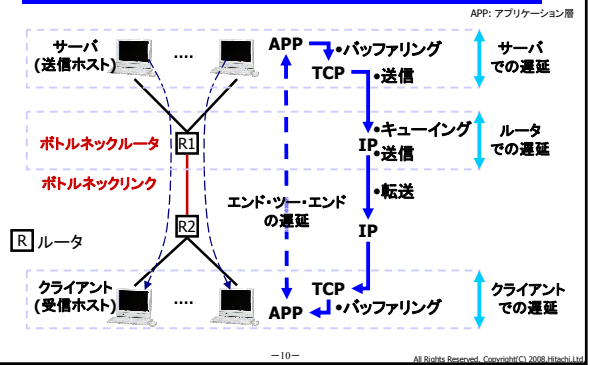 APP: アプリケーション層
サーバ
(送信ホスト)
....
APP
•バッファリング
TCP
•送信
サーバ
での遅延
ボトルネックルータ
R1
•キューイング
IP
•送信
ルータ
での遅延
ボトルネックリンク
•転送
エンド・ツー・エンド
の遅延
R2
IP
R ルータ
クライアント
(受信ホスト)
....
TCP
•バッファリング
APP
クライアント
での遅延
－10－
All Rights Reserved, Copyright(C) 2008,Hitachi,Ltd